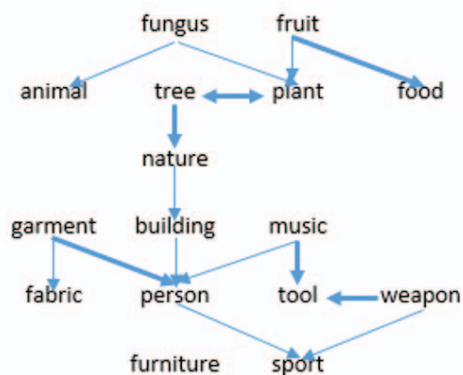 fungus fruit
animal tree plant food
nature
garment building music
fabric person tool weapon
furniture sport